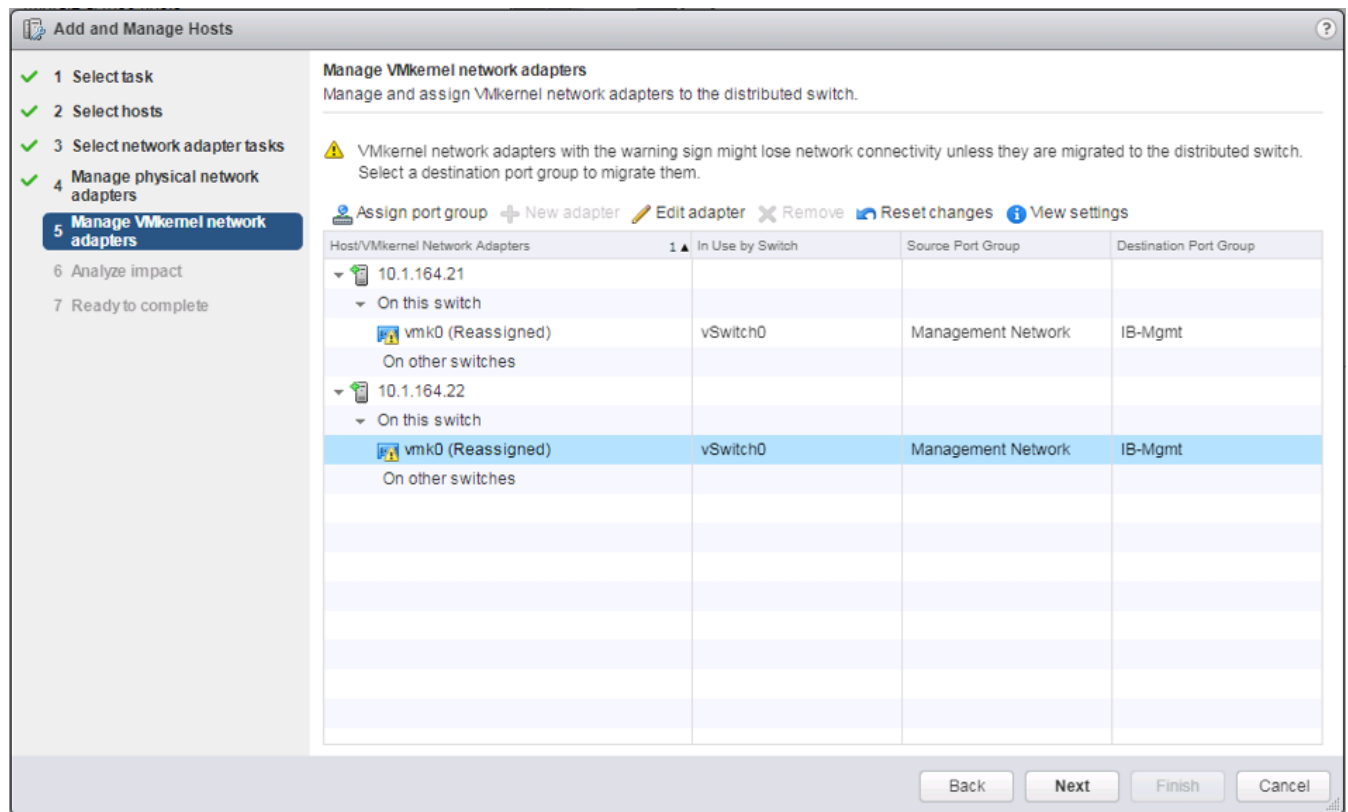 Add and Manage Hosts
?
1 Select task
2 Select hosts
3 Select network adapter tasks
4 Manage physical network
adapters
5 Manage VMkernel network
adapters
6 Analyze impact
7 Ready to complete
Manage VMkernel network adapters
Manage and assign VMkernel network adapters to the distributed switch.
VMkernel network adapters with the warning sign might lose network connectivity unless they are migrated to the distributed switch.
Select a destination port group to migrate them.
Assign port group New adapter Edit adapter Remove Reset changes View settings
Host/VMkernel Network Adapters 1 ▲ In Use by Switch Source Port Group Destination Port Group
10.1.164.21
On this switch
vmk0 (Reassigned) vSwitch0 Management Network IB-Mgmt
On other switches
10.1.164.22
On this switch
vmk0 (Reassigned) vSwitch0 Management Network IB-Mgmt
On other switches
Back Next Finish Cancel